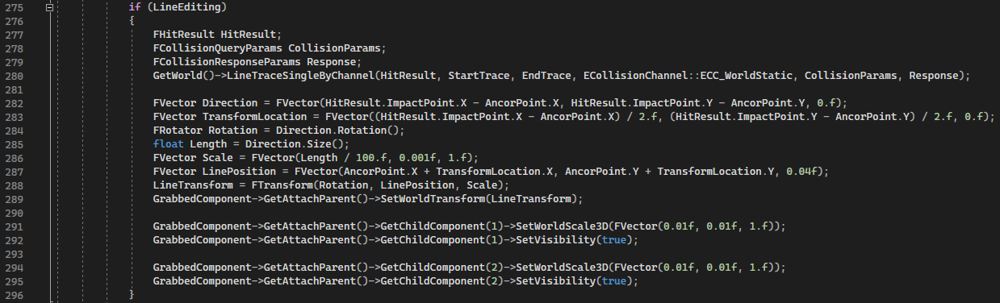 275 if (LineEditing)
276 {
277 FHitResult HitResult;
278 FCollisionQueryParams CollisionParams;
279 FCollisionResponseParams Response;
280 GetWorld()->LineTraceSingleByChannel(HitResult, StartTrace, EndTrace, ECollisionChannel::ECC_WorldStatic, CollisionParams, Response);
281
282 FVector Direction = FVector(HitResult.ImpactPoint.X - AncorPoint.X, HitResult.ImpactPoint.Y - AncorPoint.Y, 0.f);
283 FVector TransformLocation = FVector((HitResult.ImpactPoint.X - AncorPoint.X) / 2.f, (HitResult.ImpactPoint.Y - AncorPoint.Y) / 2.f, 0.f);
284 FRotator Rotation = Direction.Rotation();
285 float Length = Direction.Size();
286 FVector Scale = FVector(Length / 100.f, 0.001f, 1.f);
287 FVector LinePosition = FVector(AncorPoint.X + TransformLocation.X, AncorPoint.Y + TransformLocation.Y, 0.04f);
288 LineTransform = FTransform(Rotation, LinePosition, Scale);
289 GrabbedComponent->GetAttachParent()->SetWorldTransform(LineTransform);
290
291 GrabbedComponent->GetAttachParent()->GetChildComponent(1)->SetWorldScale3D(FVector(0.01f, 0.01f, 1.f));
292 GrabbedComponent->GetAttachParent()->GetChildComponent(1)->SetVisibility(true);
293
294 GrabbedComponent->GetAttachParent()->GetChildComponent(2)->SetWorldScale3D(FVector(0.01f, 0.01f, 1.f));
295 GrabbedComponent->GetAttachParent()->GetChildComponent(2)->SetVisibility(true);
296 }